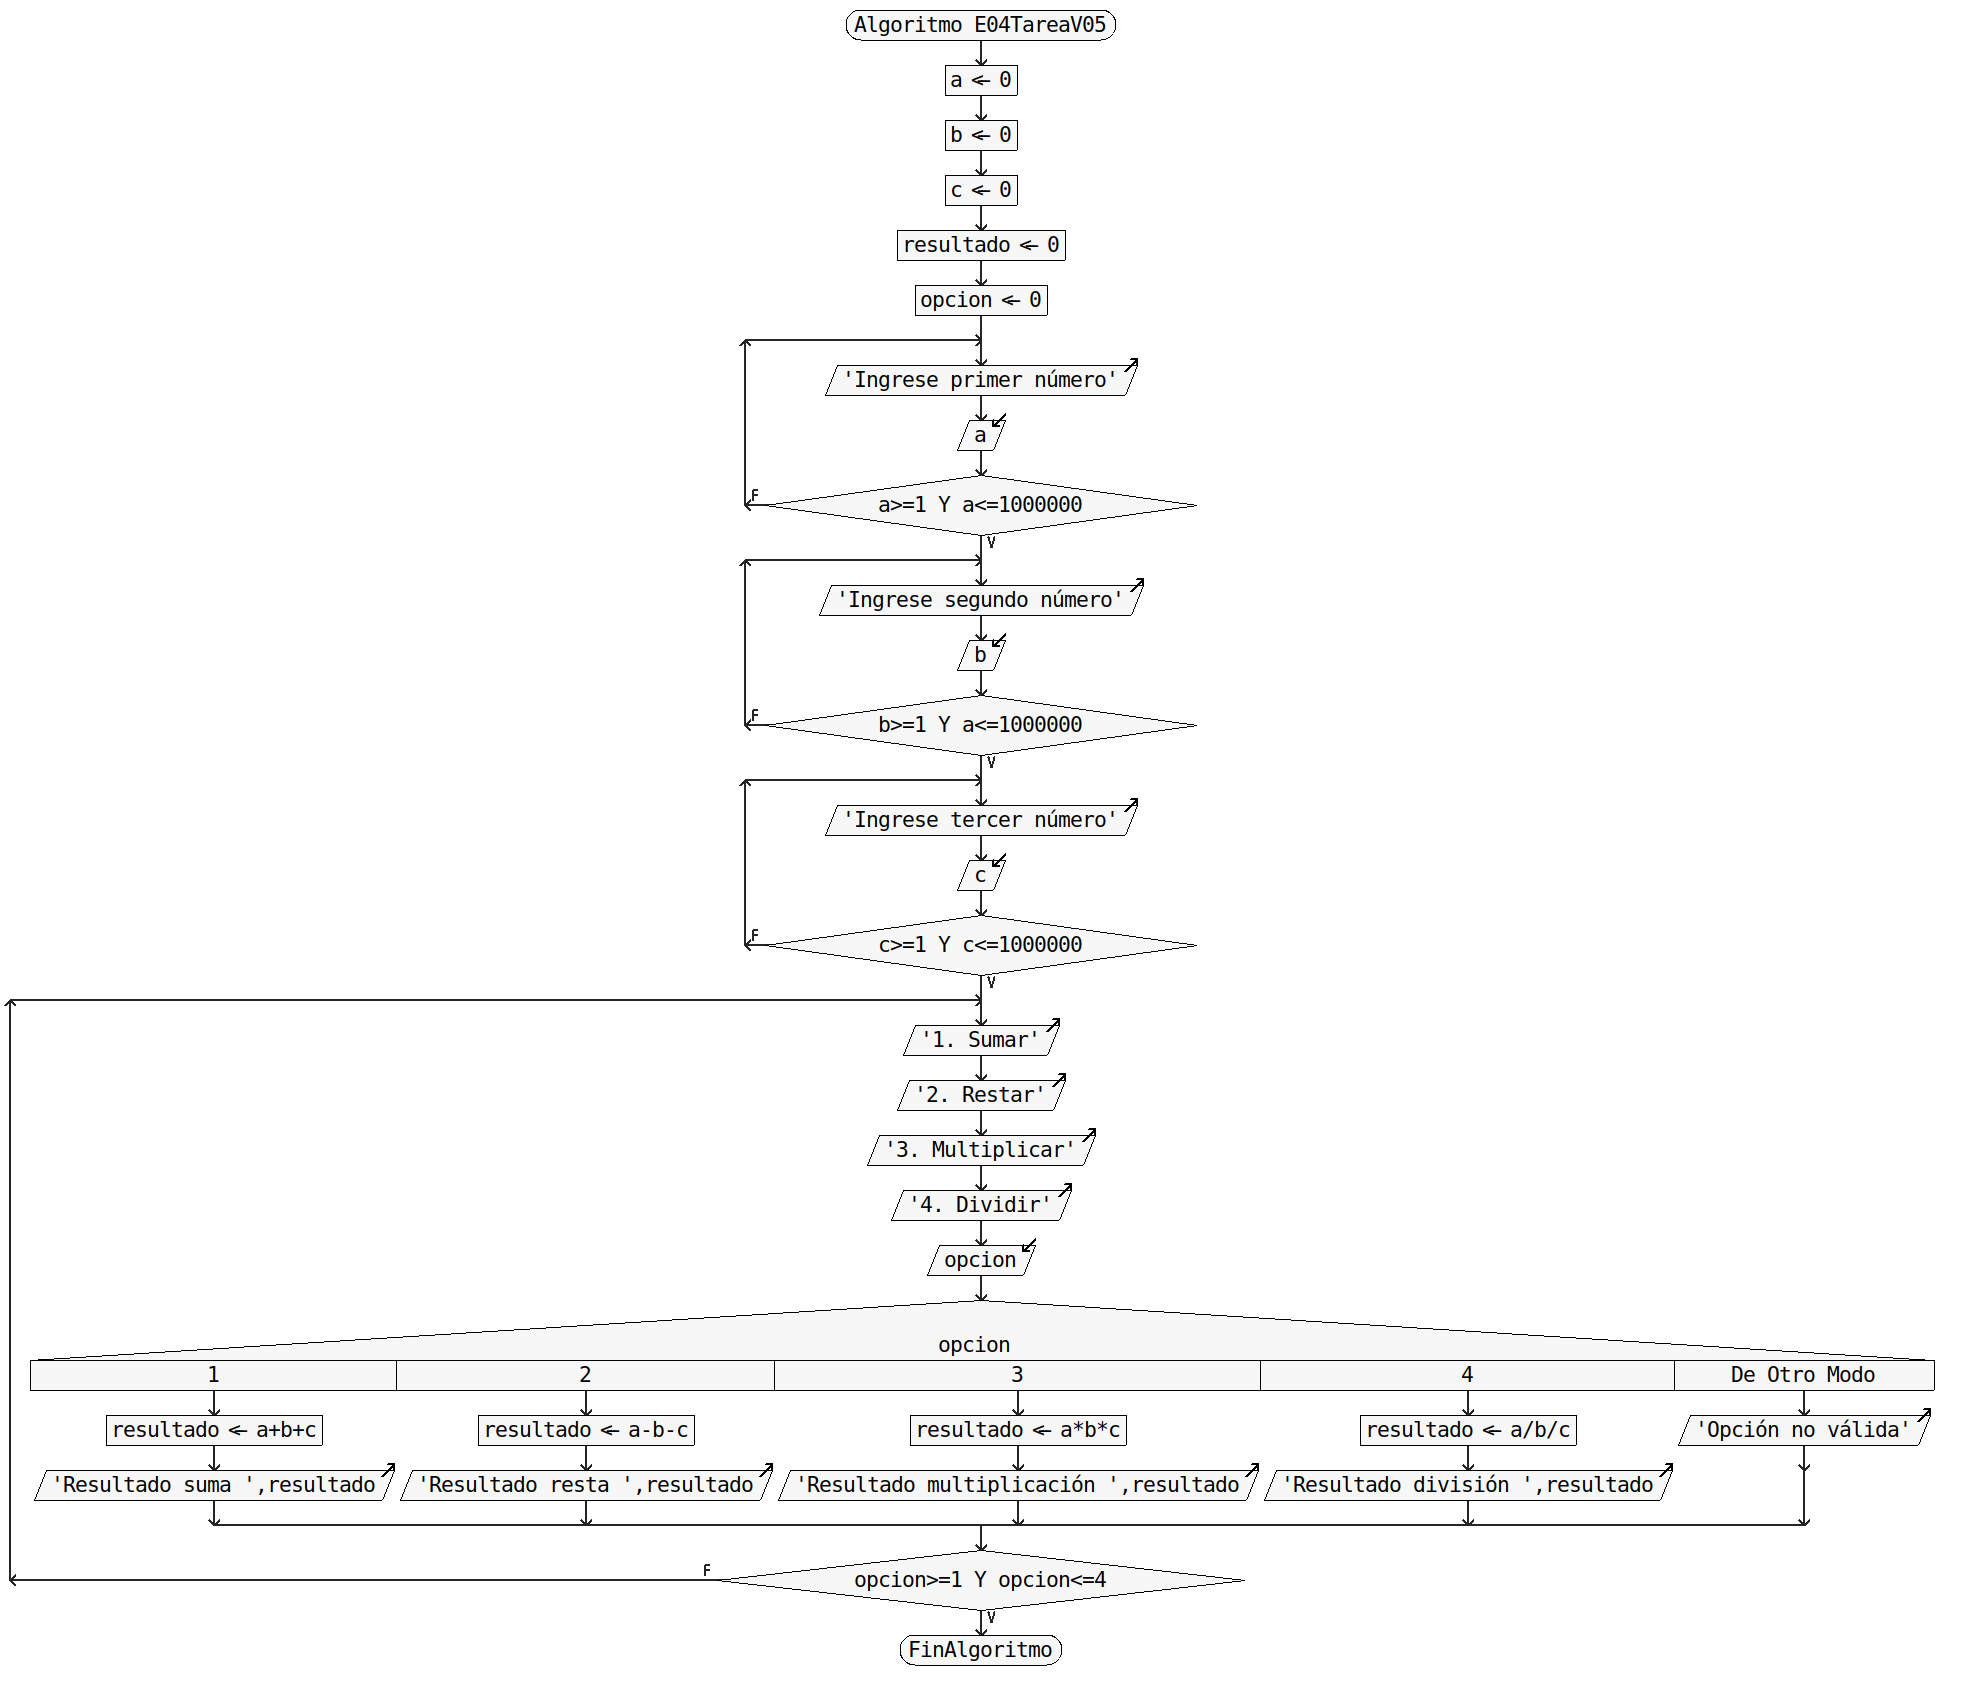 Algoritmo E04TareaV05
a <- 0
b <- 0
c <- 0
resultado <- 0
opcion <- 0
'Ingrese primer número'
a
a>=1 Y a<=1000000
F
V
'Ingrese segundo número'
b
b>=1 Y a<=1000000
F
V
'Ingrese tercer número'
c
c>=1 Y c<=1000000
F
V
'1. Sumar'
'2. Restar'
'3. Multiplicar'
'4. Dividir'
opcion
opcion
1 2 3 4 De Otro Modo
resultado <- a+b+c resultado <- a-b-c resultado <- a*b*c resultado <- a/b/c 'Opción no válida'
'Resultado suma ',resultado 'Resultado resta ',resultado 'Resultado multiplicación ',resultado 'Resultado división ',resultado
F
opcion>=1 Y opcion<=4
V
FinAlgoritmo